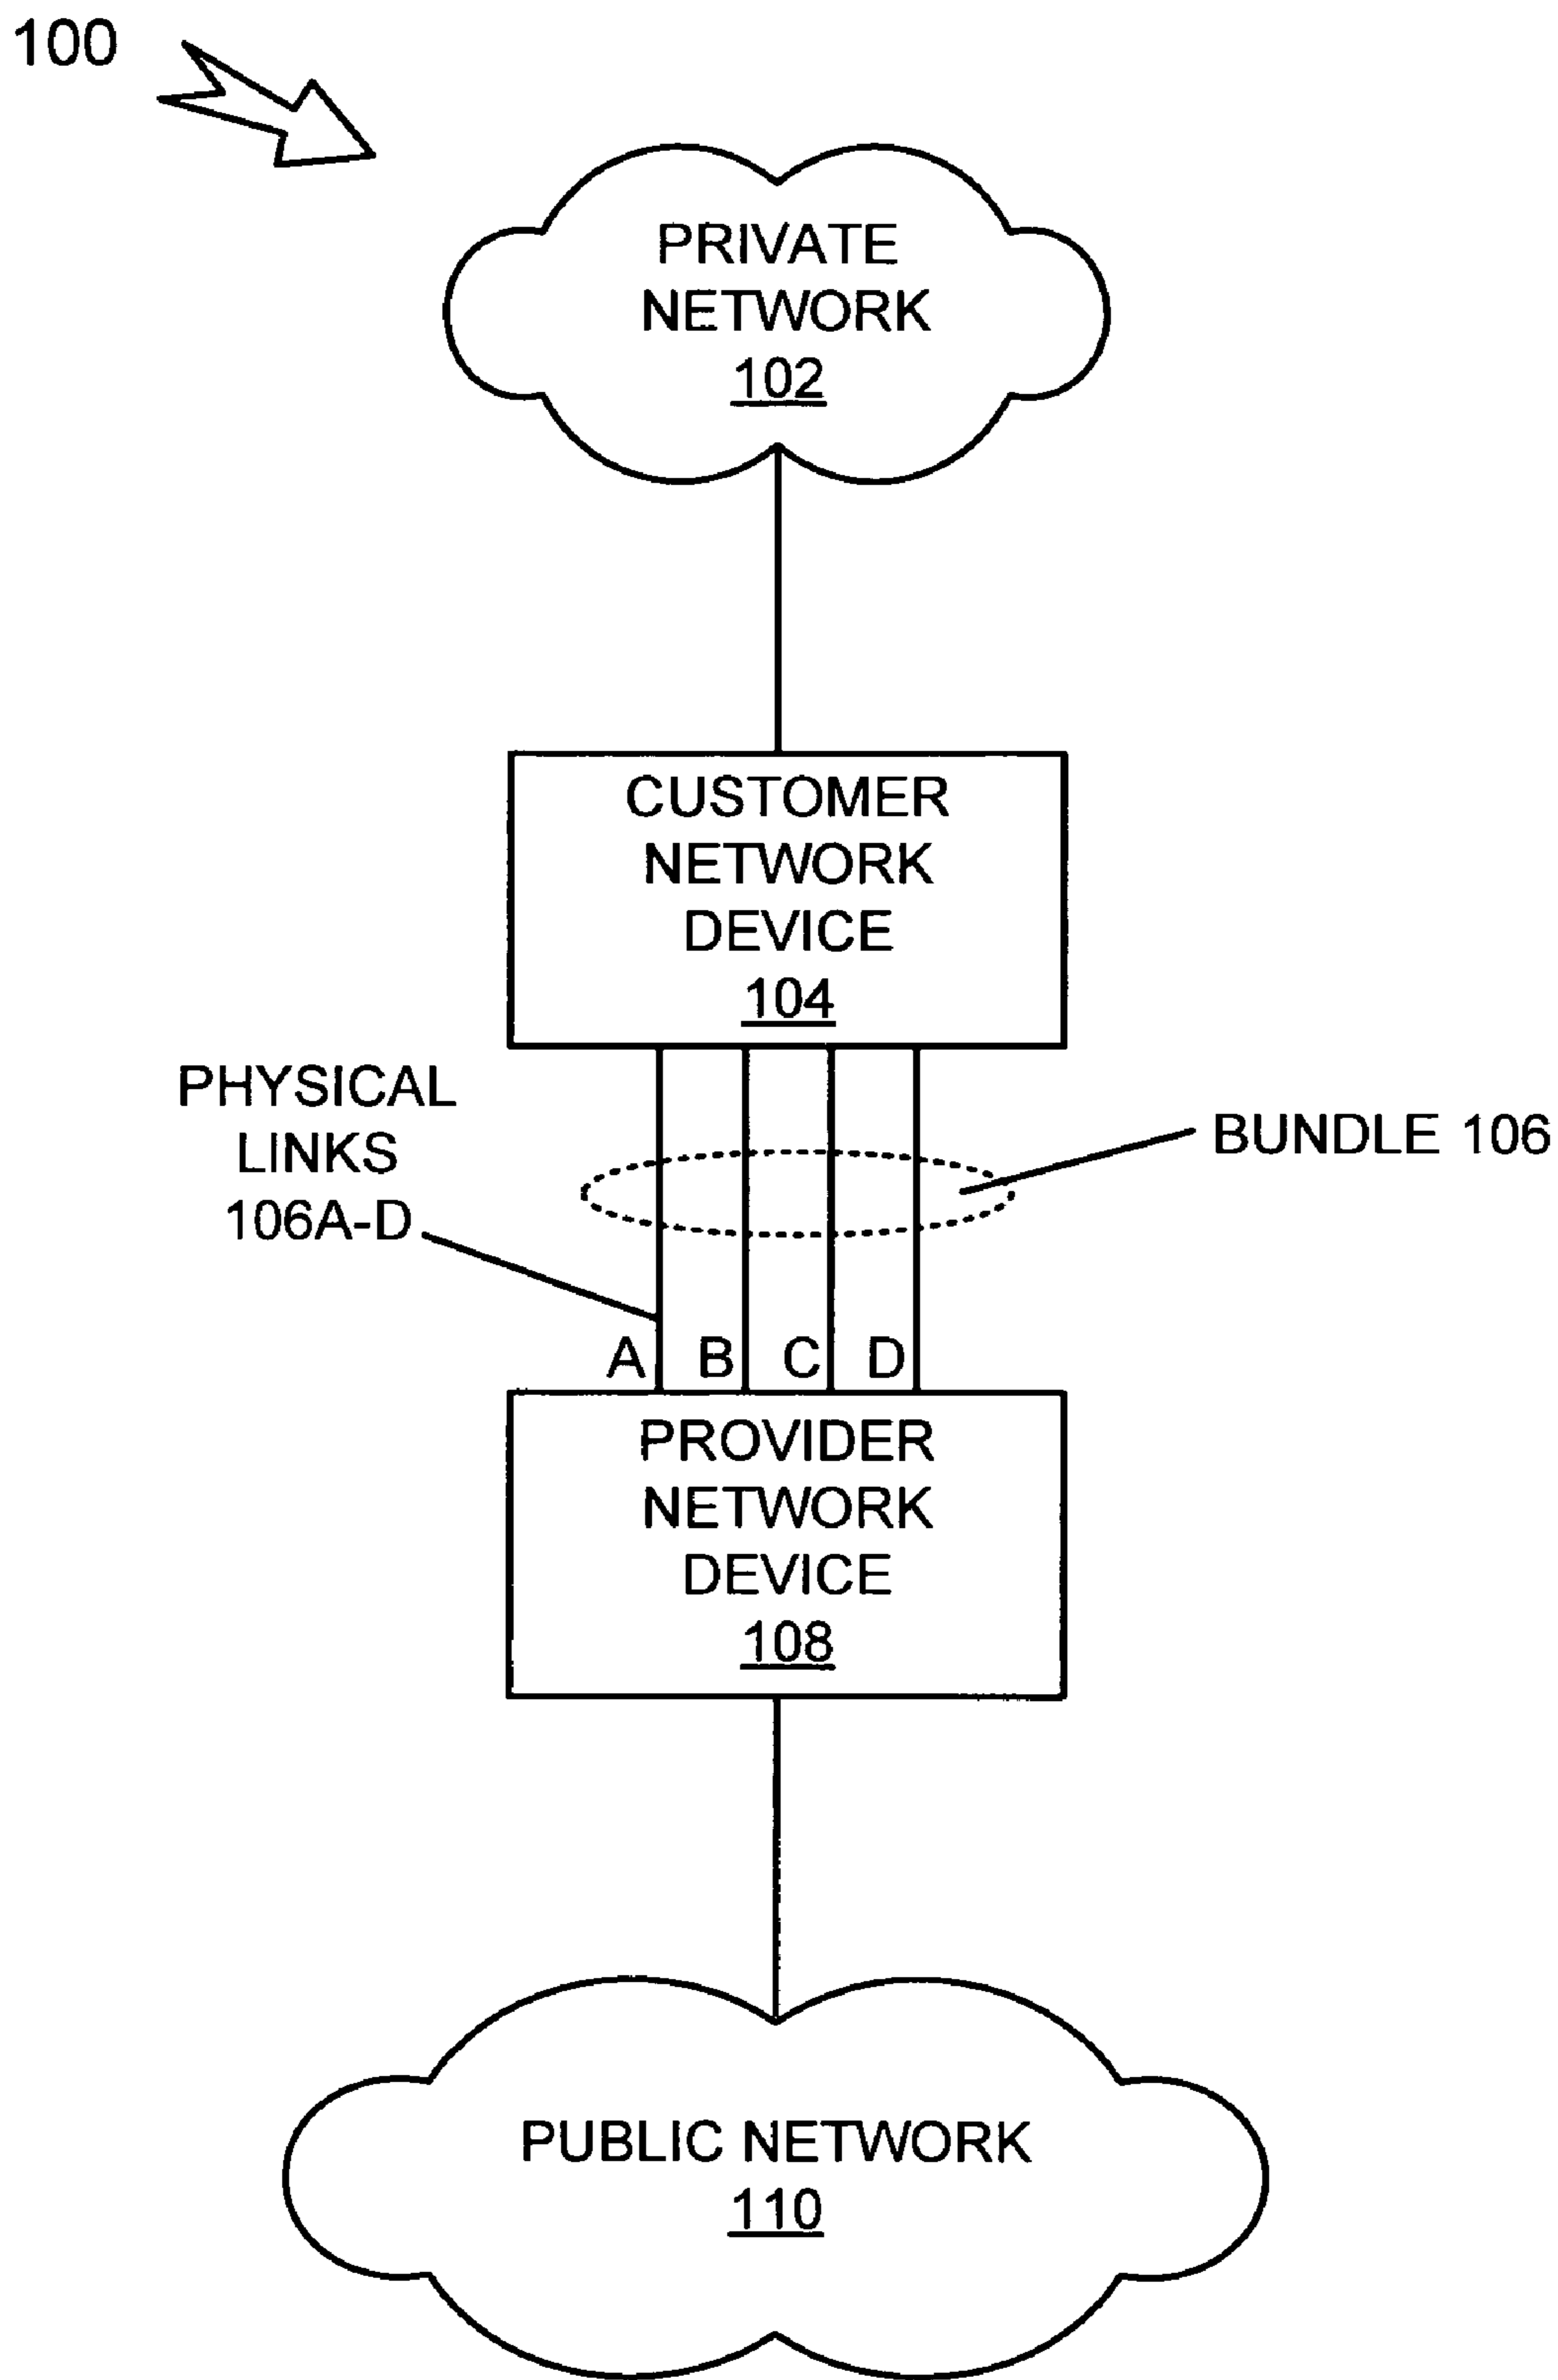 100
PRIVATE
NETWORK
102
CUSTOMER
NETWORK
DEVICE
104
PHYSICAL
LINKS
106A-D
BUNDLE 106
A B C D
PROVIDER
NETWORK
DEVICE
108
PUBLIC NETWORK
110